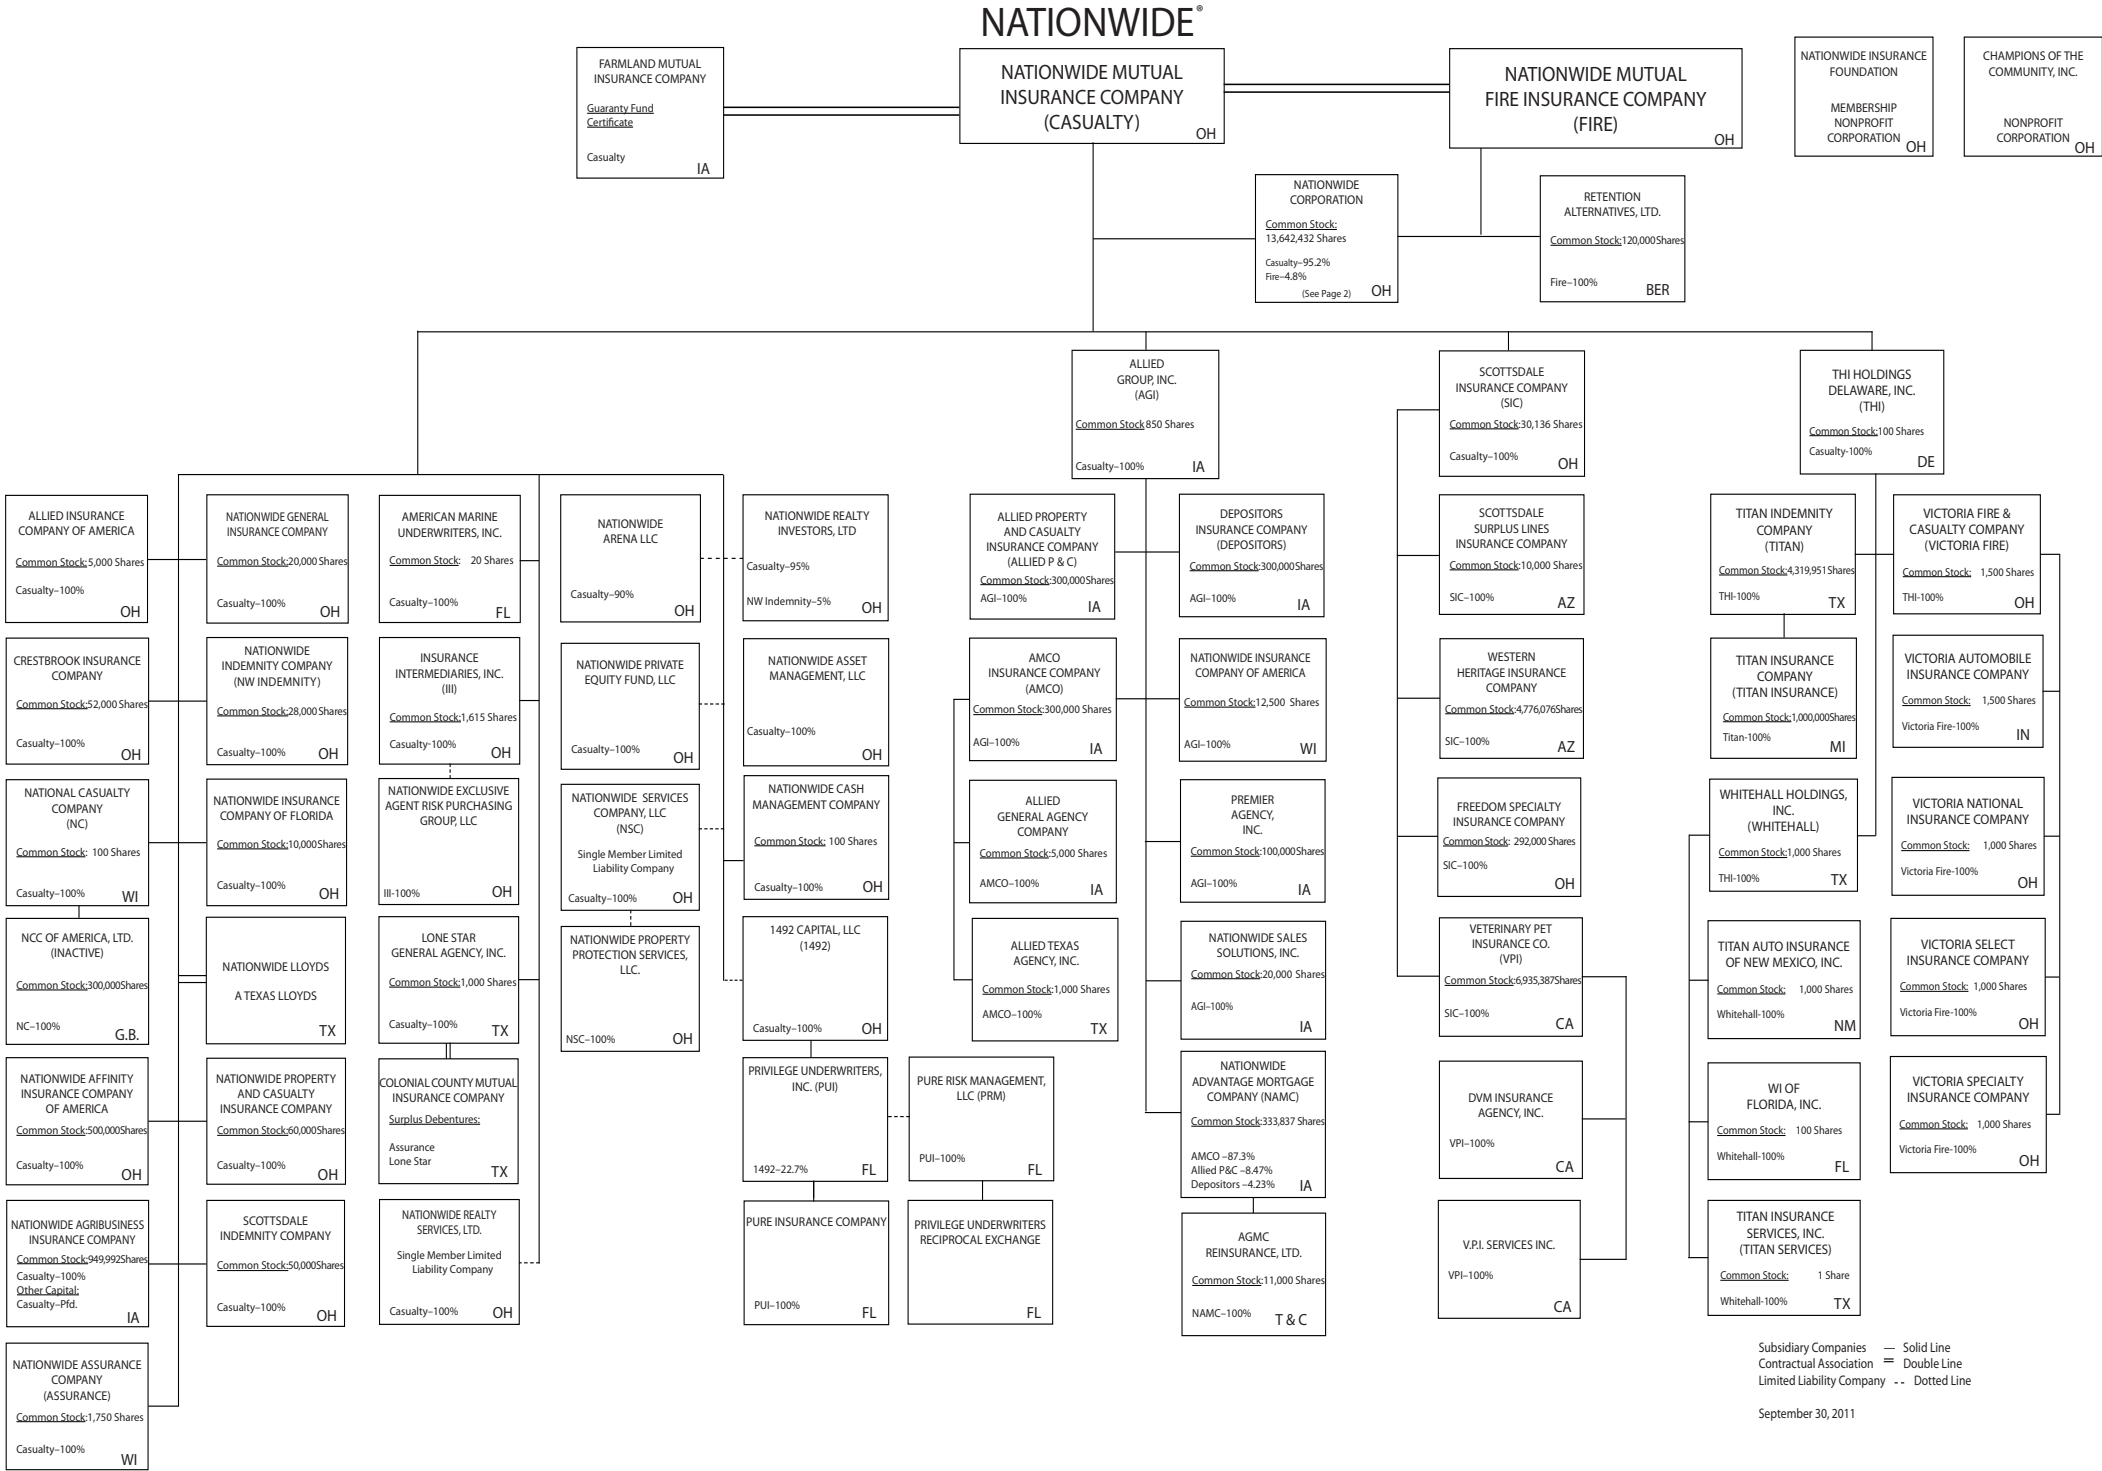 NATIONWIDE®
FARMLAND MUTUAL
INSURANCE COMPANY
Guaranty Fund
Certificate
Casualty
IA
NATIONWIDE MUTUAL
INSURANCE COMPANY
(CASUALTY)
OH
NATIONWIDE MUTUAL
FIRE INSURANCE COMPANY
(FIRE)
OH
NATIONWIDE INSURANCE
FOUNDATION
MEMBERSHIP
NONPROFIT
CORPORATION
OH
CHAMPIONS OF THE
COMMUNITY, INC.
NONPROFIT
CORPORATION
OH
NATIONWIDE
CORPORATION
Common Stock:
13,642,432 Shares
Casualty–95.2%
Fire–4.8%
(See Page 2)
OH
RETENTION
ALTERNATIVES, LTD.
Common Stock:120,000Shares
Fire–100%
BER
ALLIED
GROUP, INC.
(AGI)
Common Stock 850 Shares
Casualty–100%
IA
SCOTTSDALE
INSURANCE COMPANY
(SIC)
Common Stock:30,136 Shares
Casualty–100%
OH
THI HOLDINGS
DELAWARE, INC.
(THI)
Common Stock:100 Shares
Casualty-100%
DE
ALLIED INSURANCE
COMPANY OF AMERICA
Common Stock:5,000 Shares
Casualty–100%
OH
NATIONWIDE GENERAL
INSURANCE COMPANY
Common Stock:20,000Shares
Casualty–100%
OH
AMERICAN MARINE
UNDERWRITERS, INC.
Common Stock: 20 Shares
Casualty–100%
FL
NATIONWIDE
ARENA LLC
Casualty–90%
OH
NATIONWIDE REALTY
INVESTORS, LTD
Casualty–95%
NW Indemnity–5%
OH
ALLIED PROPERTY
AND CASUALTY
INSURANCE COMPANY
(ALLIED P & C)
Common Stock:300,000Shares
AGI–100%
IA
DEPOSITORS
INSURANCE COMPANY
(DEPOSITORS)
Common Stock:300,000Shares
AGI–100%
IA
SCOTTSDALE
SURPLUS LINES
INSURANCE COMPANY
Common Stock:10,000 Shares
SIC–100%
AZ
TITAN INDEMNITY
COMPANY
(TITAN)
Common Stock:4,319,951Shares
THI-100%
TX
VICTORIA FIRE &
CASUALTY COMPANY
(VICTORIA FIRE)
Common Stock: 1,500 Shares
THI-100%
OH
CRESTBROOK INSURANCE
COMPANY
Common Stock:52,000Shares
Casualty–100%
OH
NATIONWIDE
INDEMNITY COMPANY
(NW INDEMNITY)
Common Stock:28,000Shares
Casualty–100%
OH
INSURANCE
INTERMEDIARIES, INC.
(III)
Common Stock:1,615 Shares
Casualty-100%
OH
NATIONWIDE PRIVATE
EQUITY FUND, LLC
Casualty–100%
OH
NATIONWIDE ASSET
MANAGEMENT, LLC
Casualty–100%
OH
AMCO
INSURANCE COMPANY
(AMCO)
Common Stock:300,000 Shares
AGI–100%
IA
NATIONWIDE INSURANCE
COMPANY OF AMERICA
Common Stock:12,500 Shares
AGI–100%
WI
WESTERN
HERITAGE INSURANCE
COMPANY
Common Stock:4,776,076Shares
SIC–100%
AZ
TITAN INSURANCE
COMPANY
(TITAN INSURANCE)
Common Stock:1,000,000Shares
Titan-100%
MI
VICTORIA AUTOMOBILE
INSURANCE COMPANY
Common Stock: 1,500 Shares
Victoria Fire-100%
IN
NATIONAL CASUALTY
COMPANY
(NC)
Common Stock: 100 Shares
Casualty–100%
WI
NATIONWIDE INSURANCE
COMPANY OF FLORIDA
Common Stock:10,000Shares
Casualty–100%
OH
NATIONWIDE EXCLUSIVE
AGENT RISK PURCHASING
GROUP, LLC
III-100%
OH
NATIONWIDE SERVICES
COMPANY, LLC
(NSC)
Single Member Limited
Liability Company
Casualty–100%
OH
NATIONWIDE CASH
MANAGEMENT COMPANY
Common Stock: 100 Shares
Casualty–100%
OH
ALLIED
GENERAL AGENCY
COMPANY
Common Stock:5,000 Shares
AMCO–100%
IA
PREMIER
AGENCY,
INC.
Common Stock:100,000Shares
AGI–100%
IA
FREEDOM SPECIALTY
INSURANCE COMPANY
Common Stock: 292,000 Shares
SIC–100%
OH
WHITEHALL HOLDINGS,
INC.
(WHITEHALL)
Common Stock:1,000 Shares
THI-100%
TX
VICTORIA NATIONAL
INSURANCE COMPANY
Common Stock: 1,000 Shares
Victoria Fire-100%
OH
NCC OF AMERICA, LTD.
(INACTIVE)
Common Stock:300,000Shares
NC–100%
G.B.
NATIONWIDE LLOYDS
A TEXAS LLOYDS
TX
LONE STAR
GENERAL AGENCY, INC.
Common Stock:1,000 Shares
Casualty–100%
TX
NATIONWIDE PROPERTY
PROTECTION SERVICES,
LLC.
NSC–100%
OH
1492 CAPITAL, LLC
(1492)
Casualty–100%
OH
ALLIED TEXAS
AGENCY, INC.
Common Stock:1,000 Shares
AMCO–100%
TX
NATIONWIDE SALES
SOLUTIONS, INC.
Common Stock:20,000 Shares
AGI–100%
IA
VETERINARY PET
INSURANCE CO.
(VPI)
Common Stock:6,935,387Shares
SIC–100%
CA
TITAN AUTO INSURANCE
OF NEW MEXICO, INC.
Common Stock: 1,000 Shares
Whitehall-100%
NM
VICTORIA SELECT
INSURANCE COMPANY
Common Stock: 1,000 Shares
Victoria Fire-100%
OH
NATIONWIDE AFFINITY
INSURANCE COMPANY
OF AMERICA
Common Stock:500,000Shares
Casualty–100%
OH
NATIONWIDE PROPERTY
AND CASUALTY
INSURANCE COMPANY
Common Stock:60,000Shares
Casualty–100%
OH
COLONIAL COUNTY MUTUAL
INSURANCE COMPANY
Surplus Debentures:
Assurance
Lone Star
TX
PRIVILEGE UNDERWRITERS,
INC. (PUI)
1492–22.7%
FL
PURE RISK MANAGEMENT,
LLC (PRM)
PUI–100%
FL
NATIONWIDE
ADVANTAGE MORTGAGE
COMPANY (NAMC)
Common Stock:333,837 Shares
AMCO –87.3%
Allied P&C –8.47%
Depositors –4.23%
IA
DVM INSURANCE
AGENCY, INC.
VPI–100%
CA
WI OF
FLORIDA, INC.
Common Stock: 100 Shares
Whitehall-100%
FL
VICTORIA SPECIALTY
INSURANCE COMPANY
Common Stock: 1,000 Shares
Victoria Fire-100%
OH
NATIONWIDE AGRIBUSINESS
INSURANCE COMPANY
Common Stock:949,992Shares
Casualty–100%
Other Capital:
Casualty–Pfd.
IA
SCOTTSDALE
INDEMNITY COMPANY
Common Stock:50,000Shares
Casualty–100%
OH
NATIONWIDE REALTY
SERVICES, LTD.
Single Member Limited
Liability Company
Casualty–100%
OH
PURE INSURANCE COMPANY
PUI–100%
FL
PRIVILEGE UNDERWRITERS
RECIPROCAL EXCHANGE
FL
AGMC
REINSURANCE, LTD.
Common Stock:11,000 Shares
NAMC–100%
T & C
V.P.I. SERVICES INC.
VPI–100%
CA
TITAN INSURANCE
SERVICES, INC.
(TITAN SERVICES)
Common Stock: 1 Share
Whitehall-100%
TX
NATIONWIDE ASSURANCE
COMPANY
(ASSURANCE)
Common Stock:1,750 Shares
Casualty–100%
WI
Subsidiary Companies — Solid Line
Contractual Association = Double Line
Limited Liability Company -- Dotted Line
September 30, 2011